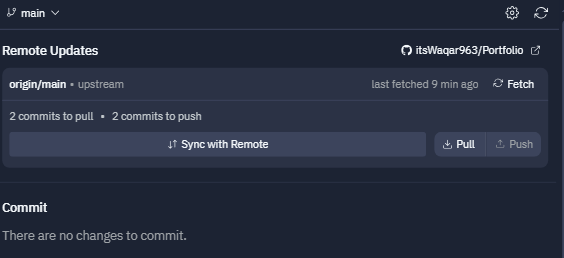 main
Remote Updates
itsWaqar963/Portfolio
origin/main • upstream
last fetched 9 min ago
Fetch
2 commits to pull • 2 commits to push
Sync with Remote
Pull
Push
Commit
There are no changes to commit.